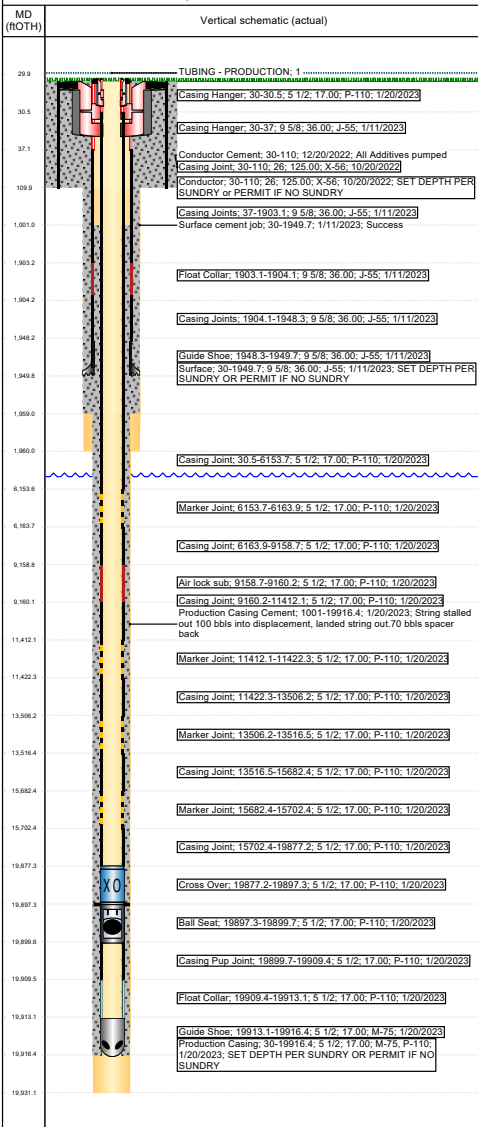 MD
(ftOTH)
Vertical schematic (actual)
29.9
TUBING - PRODUCTION; 1
Casing Hanger; 30-30.5; 5 1/2; 17.00; P-110; 1/20/2023
30.5
Casing Hanger; 30-37; 9 5/8; 36.00; J-55; 1/11/2023
37.1
Conductor Cement; 30-110; 12/20/2022; All Additives pumped
Casing Joint; 30-110; 26; 125.00; X-56; 10/20/2022
Conductor; 30-110; 26; 125.00; X-56; 10/20/2022; SET DEPTH PER
SUNDRY or PERMIT IF NO SUNDRY
109.9
Casing Joints; 37-1903.1; 9 5/8; 36.00; J-55; 1/11/2023
1,001.0
Surface cement job; 30-1949.7; 1/11/2023; Success
1,903.2
Float Collar; 1903.1-1904.1; 9 5/8; 36.00; J-55; 1/11/2023
1,904.2
Casing Joints; 1904.1-1948.3; 9 5/8; 36.00; J-55; 1/11/2023
1,948.2
Guide Shoe; 1948.3-1949.7; 9 5/8; 36.00; J-55; 1/11/2023
Surface; 30-1949.7; 9 5/8; 36.00; J-55; 1/11/2023; SET DEPTH PER
SUNDRY OR PERMIT IF NO SUNDRY
1,949.8
1,959.0
1,960.0
Casing Joint; 30.5-6153.7; 5 1/2; 17.00; P-110; 1/20/2023
6,153.6
Marker Joint; 6153.7-6163.9; 5 1/2; 17.00; P-110; 1/20/2023
6,163.7
Casing Joint; 6163.9-9158.7; 5 1/2; 17.00; P-110; 1/20/2023
9,158.8
Air lock sub; 9158.7-9160.2; 5 1/2; 17.00; P-110; 1/20/2023
9,160.1
Casing Joint; 9160.2-11412.1; 5 1/2; 17.00; P-110; 1/20/2023
Production Casing Cement; 1001-19916.4; 1/20/2023; String stalled
out 100 bbls into displacement, landed string out.70 bbls spacer
back
11,412.1
Marker Joint; 11412.1-11422.3; 5 1/2; 17.00; P-110; 1/20/2023
11,422.3
Casing Joint; 11422.3-13506.2; 5 1/2; 17.00; P-110; 1/20/2023
13,506.2
Marker Joint; 13506.2-13516.5; 5 1/2; 17.00; P-110; 1/20/2023
13,516.4
Casing Joint; 13516.5-15682.4; 5 1/2; 17.00; P-110; 1/20/2023
15,682.4
Marker Joint; 15682.4-15702.4; 5 1/2; 17.00; P-110; 1/20/2023
15,702.4
Casing Joint; 15702.4-19877.2; 5 1/2; 17.00; P-110; 1/20/2023
19,877.3
XO
Cross Over; 19877.2-19897.3; 5 1/2; 17.00; P-110; 1/20/2023
19,897.3
Ball Seat; 19897.3-19899.7; 5 1/2; 17.00; P-110; 1/20/2023
19,899.6
Casing Pup Joint; 19899.7-19909.4; 5 1/2; 17.00; P-110; 1/20/2023
19,909.5
Float Collar; 19909.4-19913.1; 5 1/2; 17.00; P-110; 1/20/2023
19,913.1
Guide Shoe; 19913.1-19916.4; 5 1/2; 17.00; M-75; 1/20/2023
Production Casing; 30-19916.4; 5 1/2; 17.00; M-75, P-110;
1/20/2023; SET DEPTH PER SUNDRY OR PERMIT IF NO
SUNDRY
19,916.4
19,931.1